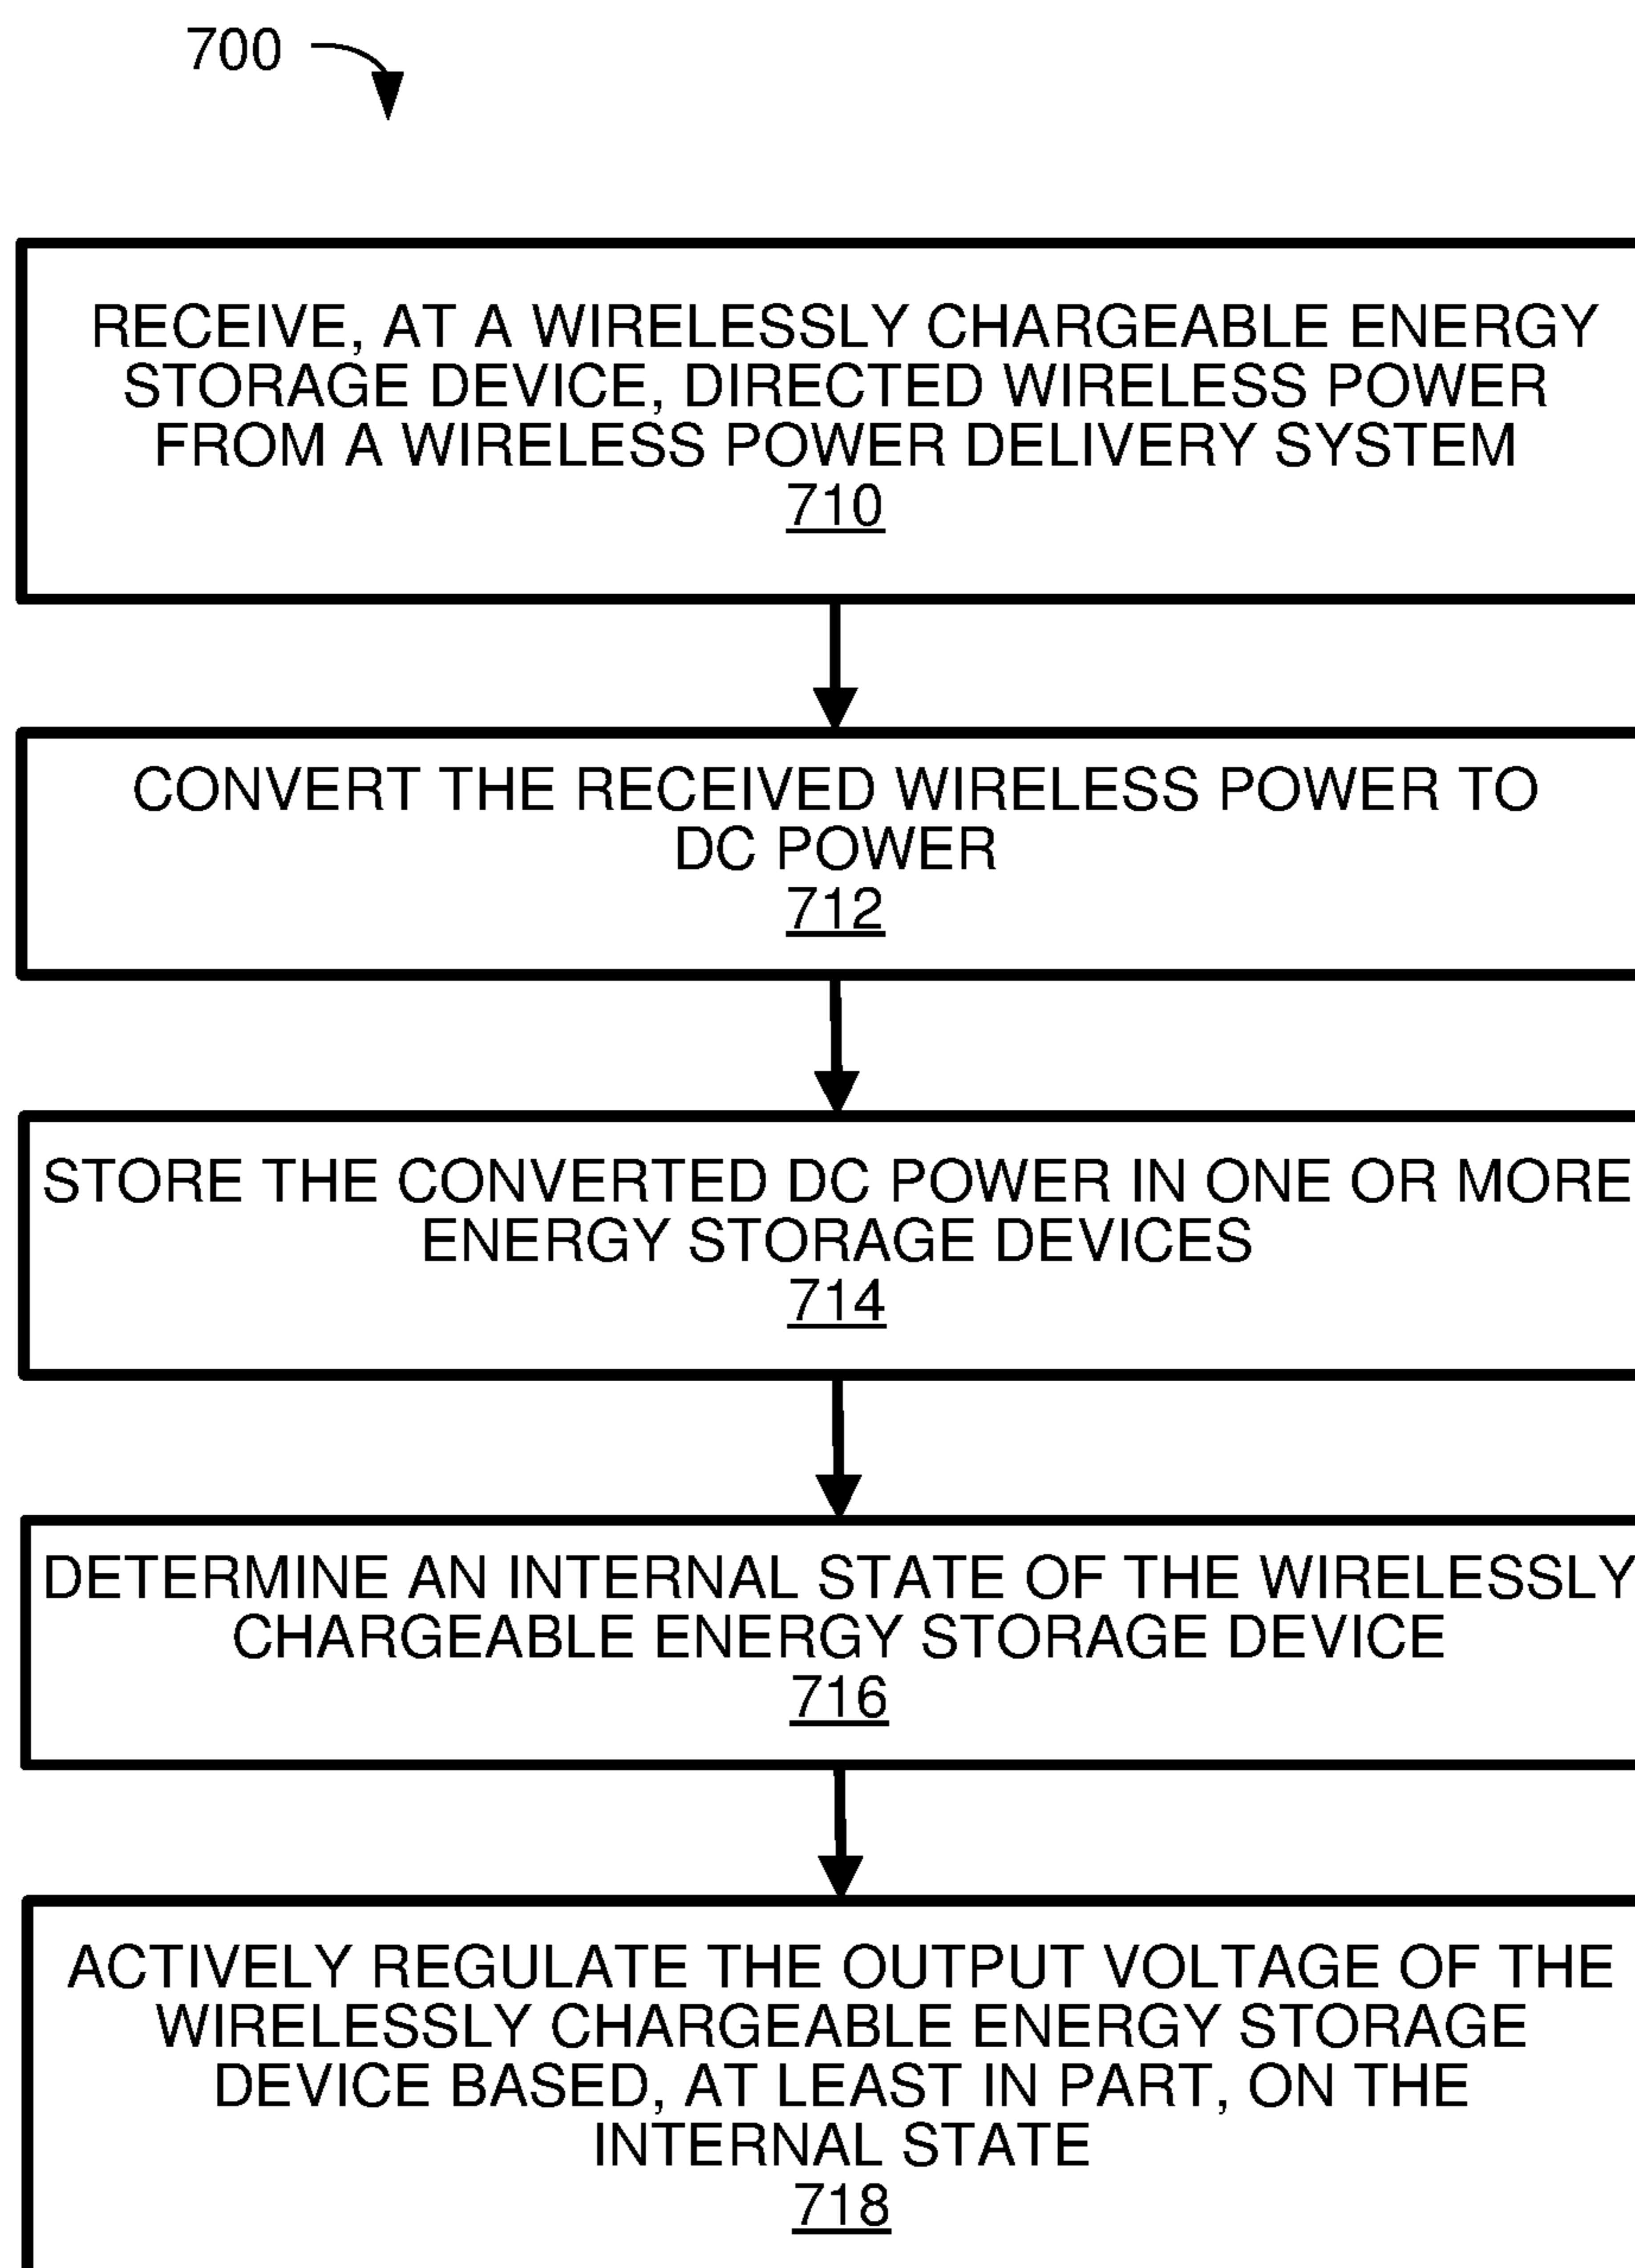 700
RECEIVE, AT A WIRELESSLY CHARGEABLE ENERGY
STORAGE DEVICE, DIRECTED WIRELESS POWER
FROM A WIRELESS POWER DELIVERY SYSTEM
710
CONVERT THE RECEIVED WIRELESS POWER TO
DC POWER
712
STORE THE CONVERTED DC POWER IN ONE OR MORE
ENERGY STORAGE DEVICES
714
DETERMINE AN INTERNAL STATE OF THE WIRELESSLY
CHARGEABLE ENERGY STORAGE DEVICE
716
ACTIVELY REGULATE THE OUTPUT VOLTAGE OF THE
WIRELESSLY CHARGEABLE ENERGY STORAGE
DEVICE BASED, AT LEAST IN PART, ON THE
INTERNAL STATE
718